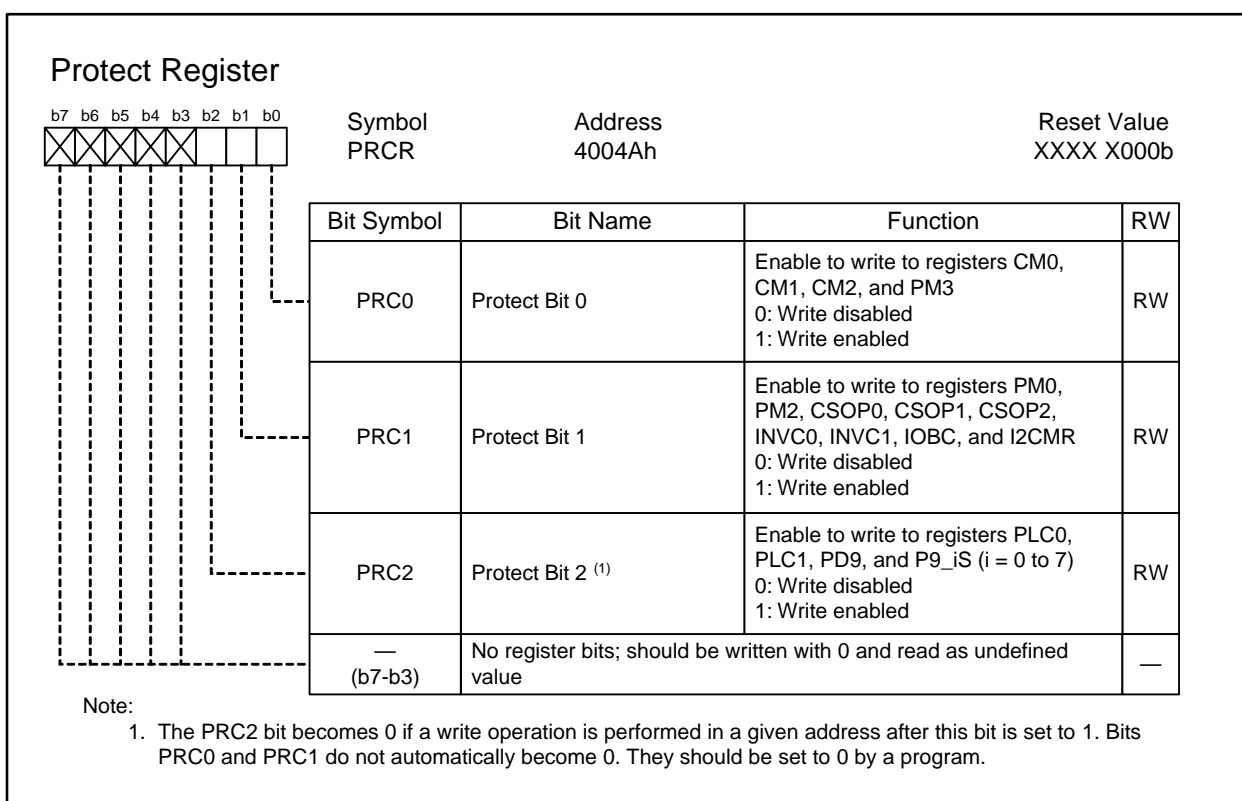 Protect Register
b7 b6 b5 b4 b3 b2 b1 b0
Symbol Address Reset Value
PRCR 4004Ah XXXX X000b
Bit Symbol Bit Name Function RW
PRC0 Protect Bit 0 Enable to write to registers CM0,
CM1, CM2, and PM3
0: Write disabled
1: Write enabled RW
PRC1 Protect Bit 1 Enable to write to registers PM0,
PM2, CSOP0, CSOP1, CSOP2,
INVC0, INVC1, IOBC, and I2CMR
0: Write disabled
1: Write enabled RW
PRC2 Protect Bit 2 (1) Enable to write to registers PLC0,
PLC1, PD9, and P9_iS (i = 0 to 7)
0: Write disabled
1: Write enabled RW
— No register bits; should be written with 0 and read as undefined —
(b7-b3) value
Note:
1. The PRC2 bit becomes 0 if a write operation is performed in a given address after this bit is set to 1. Bits
PRC0 and PRC1 do not automatically become 0. They should be set to 0 by a program.